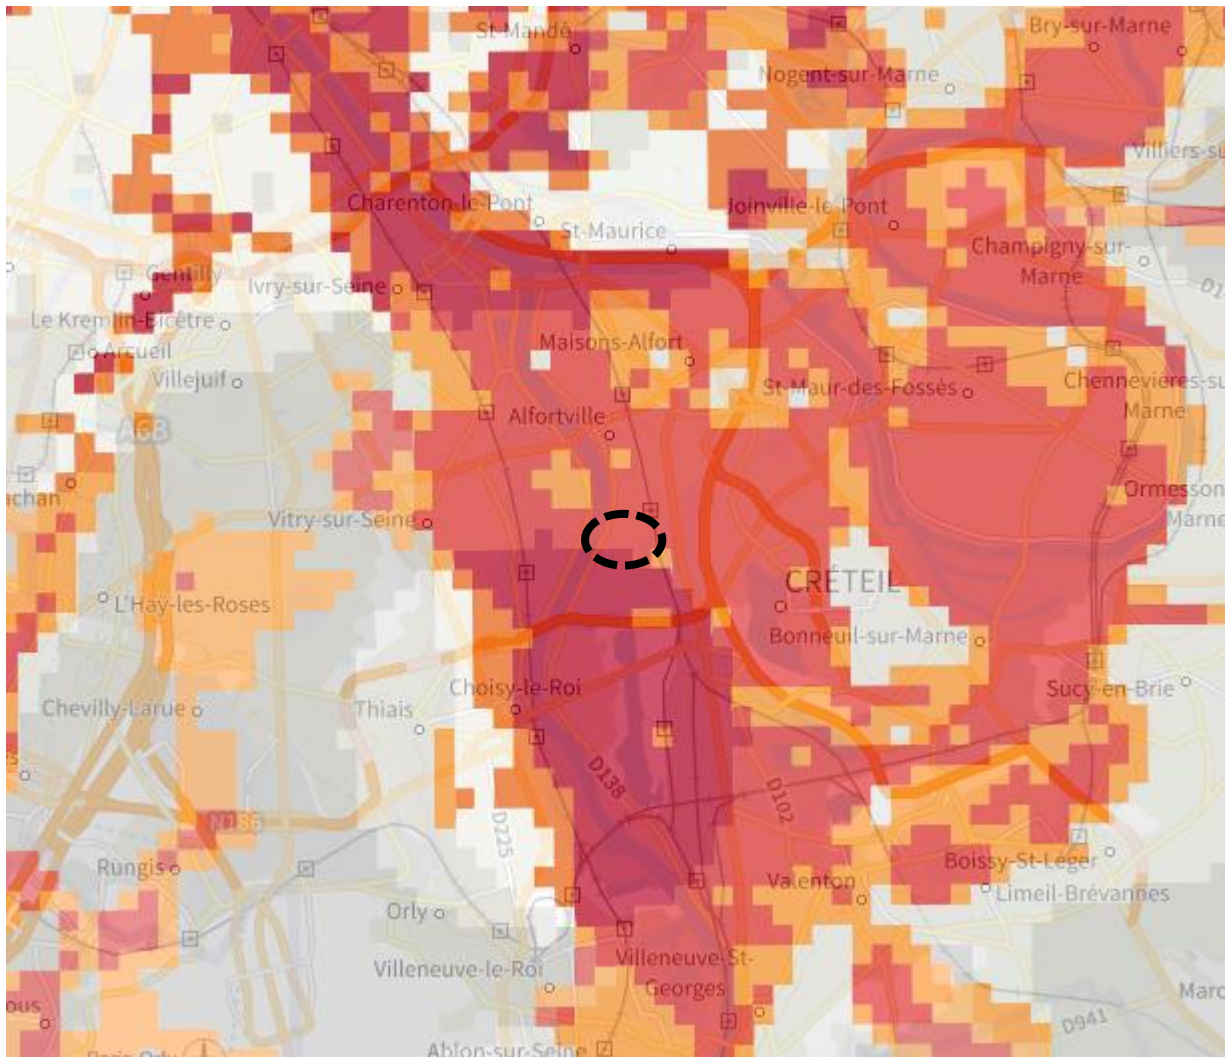 St-Mandé
Bry-sur-Marne
Nogent-sur-Marne
Villiers-su
Charenton-le-Pont
Joinville-le-Pont
St-Maurice
Champigny-sur-
Marne
Gentilly
Ivry-sur-Seine
D1
Le Kremlin-Bicêtre
Maisons-Alfort
Arcueil
Villejuif
St-Maur-des-Fossés
Chennevières-su
Marne
Alfortville
A6B
achan
Ormesson
Marne
Vitry-sur-Seine
CRÉTEIL
L'Haÿ-les-Roses
Bonneuil-sur-Marne
Choisy-le-Roi
Sucy-en-Brie
Chevilly-Larue
Thiais
D138
D102
N186
D225
Rungis
Boissy-St-Léger
Valenton
Limeil-Brévannes
Orly
Villeneuve-St-
Georges
Villeneuve-le-Roi
Marc
ous
D941
Ablon-sur-Seine
Paris-Orly